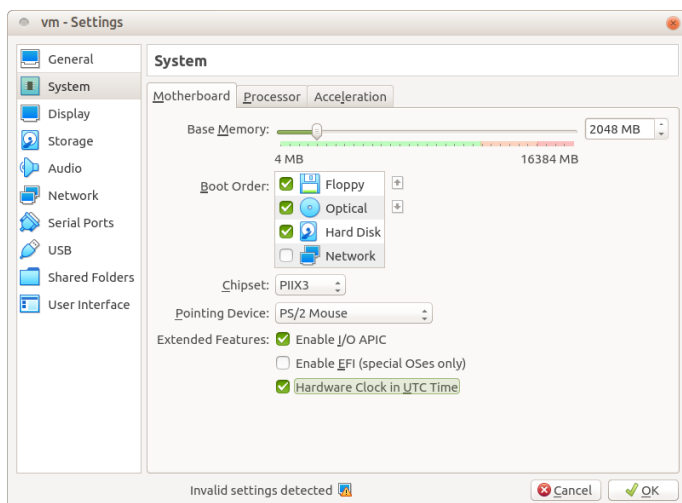 vm - Settings
General
System
Display
Storage
Audio
Network
Serial Ports
USB
Shared Folders
User Interface
System
Motherboard Processor Acceleration
Base Memory: 2048 MB
4 MB 16384 MB
Boot Order: Floppy
Optical
Hard Disk
Network
Chipset: PIIX3
Pointing Device: PS/2 Mouse
Extended Features: Enable I/O APIC
Enable EFI (special OSes only)
Hardware Clock in UTC Time
Invalid settings detected
Cancel OK